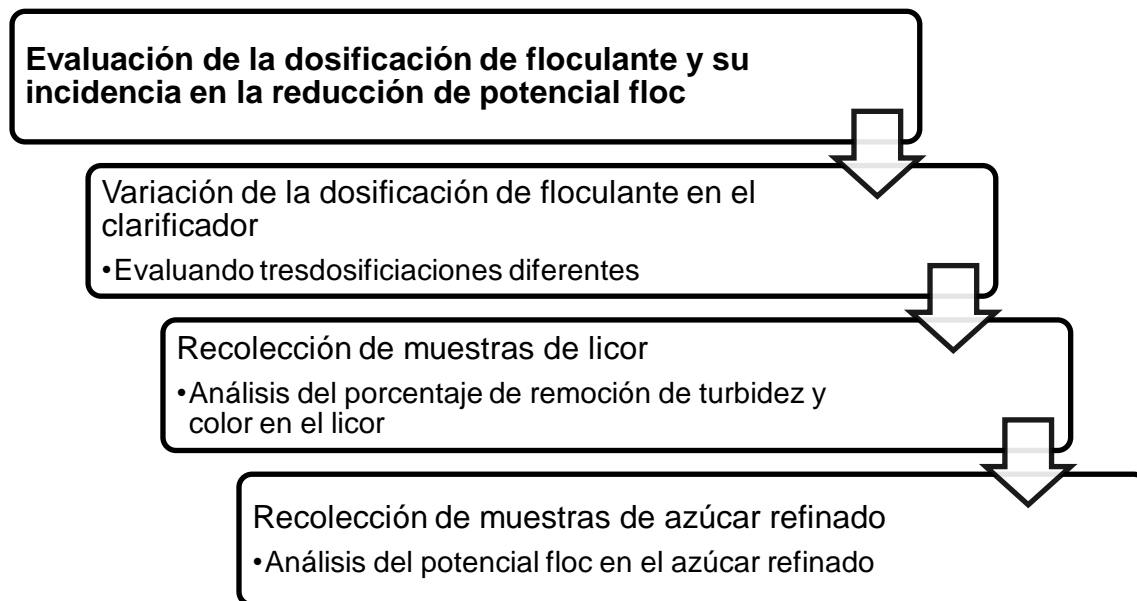 Evaluación de la dosificación de floculante y su
incidencia en la reducción de potencial floc
Variación de la dosificación de floculante en el
clarificador
•Evaluando tresdosificiaciones diferentes
Recolección de muestras de licor
•Análisis del porcentaje de remoción de turbidez y
color en el licor
Recolección de muestras de azúcar refinado
•Análisis del potencial floc en el azúcar refinado